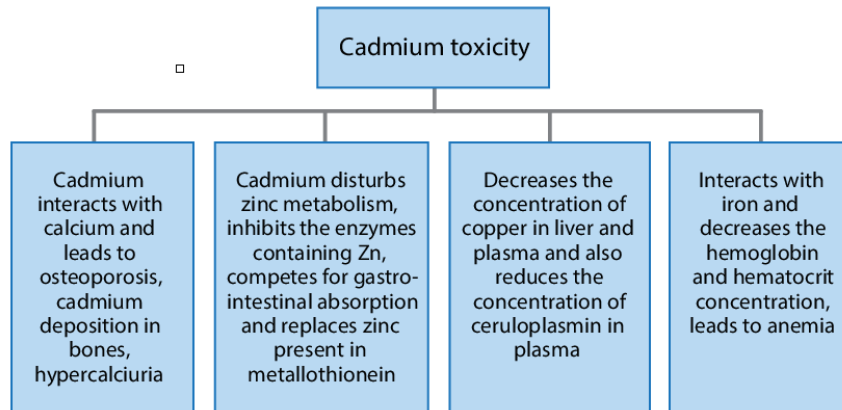 Cadmium toxicity
Cadmium
interacts with
calcium and
leads to
osteoporosis,
cadmium
deposition in
bones,
hypercalciuria
Cadmium disturbs
zinc metabolism,
inhibits the enzymes
containing Zn,
competes for gastro-
intestinal absorption
and replaces zinc
present in
metallothionein
Decreases the
concentration of
copper in liver and
plasma and also
reduces the
concentration of
ceruloplasmin in
plasma
Interacts with
iron and
decreases the
hemoglobin
and hematocrit
concentration,
leads to anemia